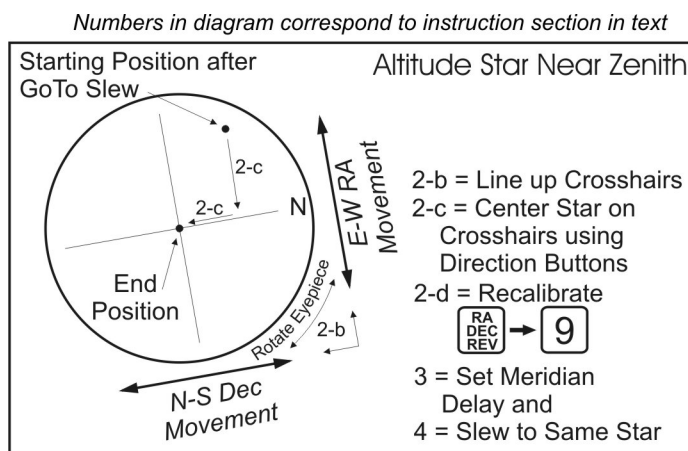 Numbers in diagram correspond to instruction section in text
Starting Position after
GoTo Slew
Altitude Star Near Zenith
2-c
2-c
N
E-W RA
Movement
End
Position
Rotate Eyepiece
2-b
N-S Dec
Movement
2-b = Line up Crosshairs
2-c = Center Star on
Crosshairs using
Direction Buttons
2-d = Recalibrate
RA
DEC
REV
9
3 = Set Meridian
Delay and
4 = Slew to Same Star